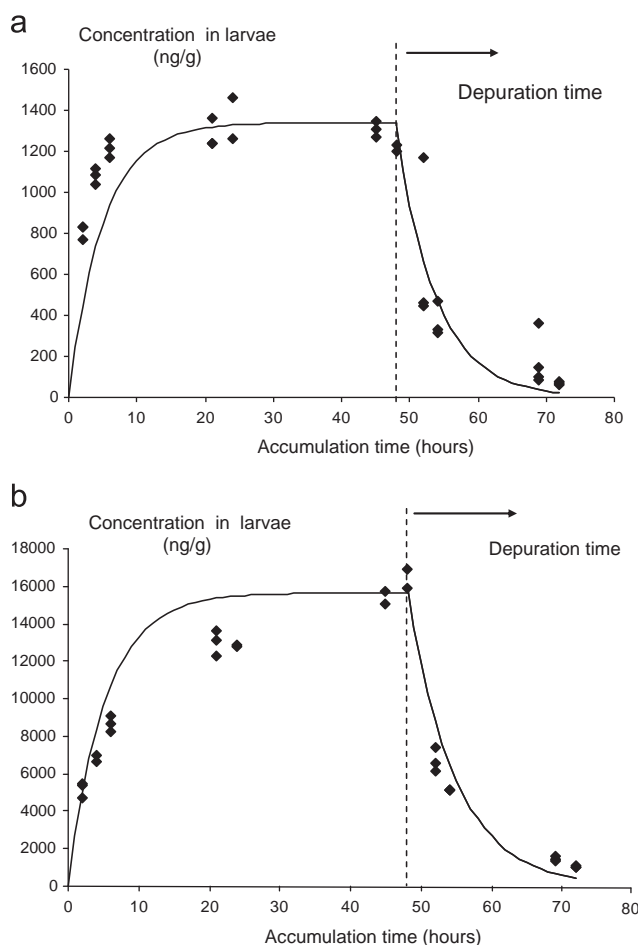 a
Concentration in larvae
(ng/g)
Depuration time
1600
1400
1200
1000
800
600
400
200
0
0 10 20 30 40 50 60 70 80
Accumulation time (hours)
b
Concentration in larvae
(ng/g)
Depuration time
18000
16000
14000
12000
10000
8000
6000
4000
2000
0
0 10 20 30 40 50 60 70 80
Accumulation time (hours)